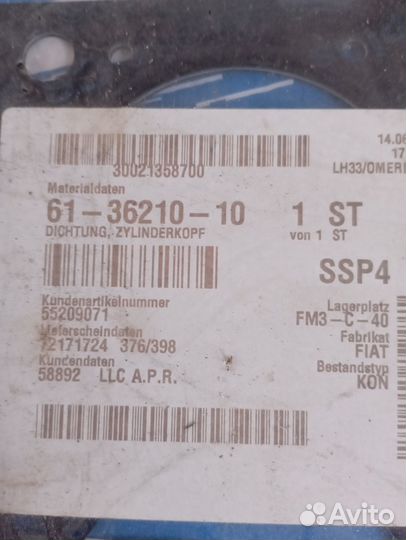 14.06
17
30021358700
LH33/OMER
Materialdaten
61-36210-10 1 ST
DICHTUNG, ZYLINDERKOPF von 1 ST
SSP4
Kundenartikelnummer
55209071
Lagerplatz
FM3-C-40
Lieferscheindaten
72171724 376/398
Fabrikat
FIAT
Kundendaten
58892 LLC A.P.R.
Bestandstyp
KON
Avito